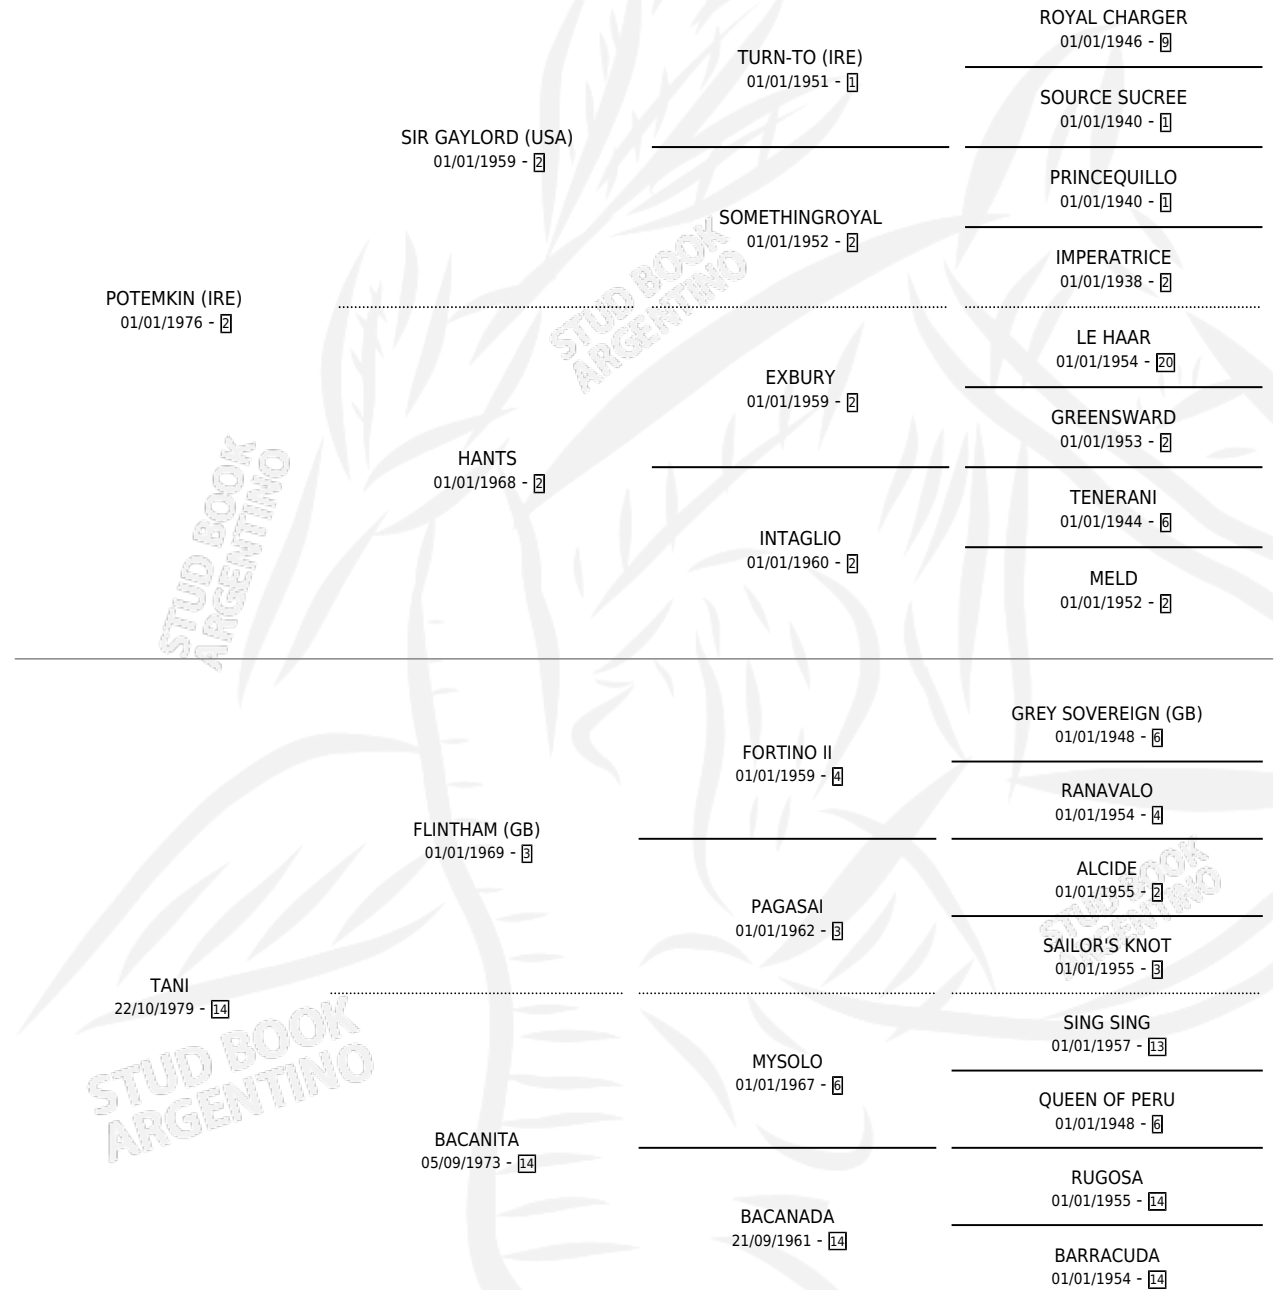 ROYAL CHARGER
01/01/1946 - 9
TURN-TO (IRE)
01/01/1951 - 1
SOURCE SUCREE
01/01/1940 - 1
SIR GAYLORD (USA)
01/01/1959 - 2
PRINCEQUILLO
01/01/1940 - 1
SOMETHINGROYAL
01/01/1952 - 2
IMPERATRICE
01/01/1938 - 2
POTEMKIN (IRE)
01/01/1976 - 2
STUD BOOK
ARGENTINO
LE HAAR
01/01/1954 - 20
EXBURY
01/01/1959 - 2
GREENSWARD
01/01/1953 - 2
HANTS
01/01/1968 - 2
TENERANI
01/01/1944 - 6
INTAGLIO
01/01/1960 - 2
MELD
01/01/1952 - 2
STUD BOOK
ARGENTINO
GREY SOVEREIGN (GB)
01/01/1948 - 6
FORTINO II
01/01/1959 - 4
RANAVALO
01/01/1954 - 4
FLINTHAM (GB)
01/01/1969 - 3
ALCIDE
01/01/1955 - 2
PAGASAI
01/01/1962 - 3
SAILOR'S KNOT
01/01/1955 - 3
STUD BOOK
ARGENTINO
TANI
22/10/1979 - 14
SING SING
01/01/1957 - 13
MYSOLO
01/01/1967 - 6
QUEEN OF PERU
01/01/1948 - 6
STUD BOOK
ARGENTINO
BACANITA
05/09/1973 - 14
RUGOSA
01/01/1955 - 14
BACANADA
21/09/1961 - 14
BARRACUDA
01/01/1954 - 14